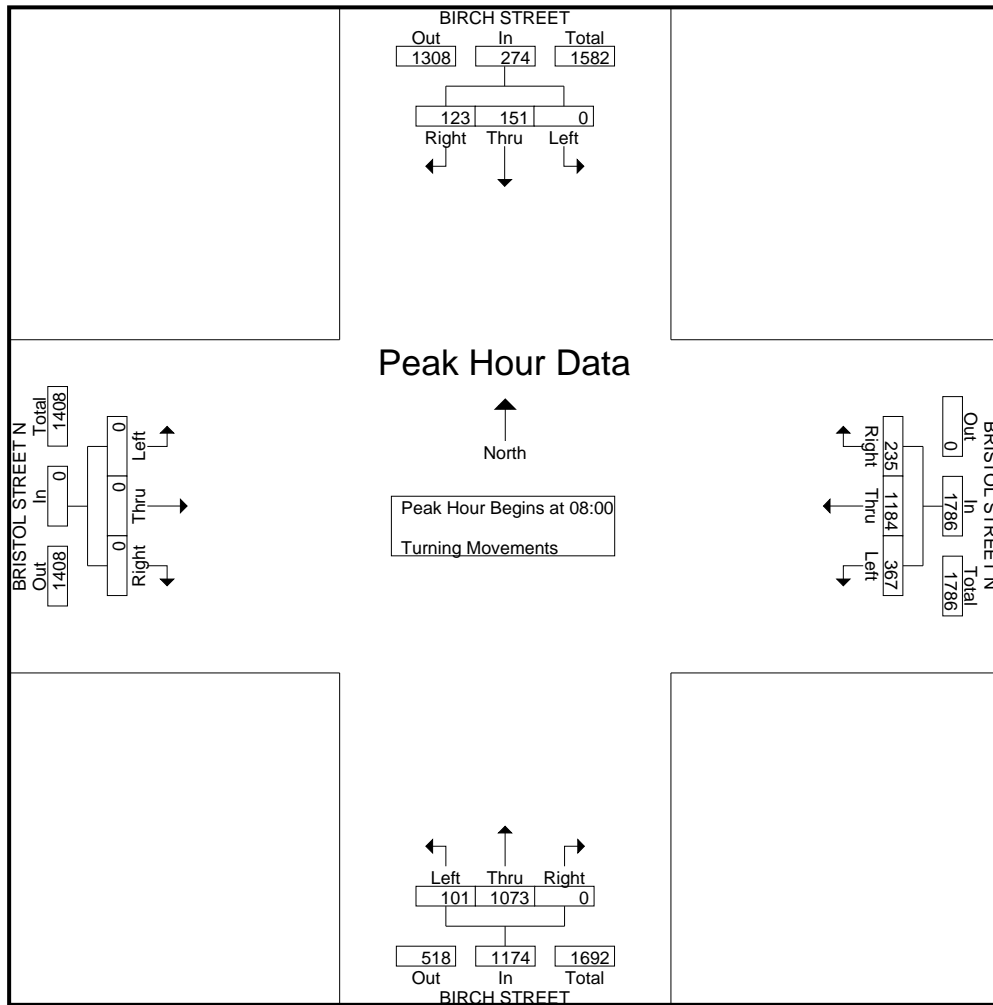 BIRCH STREET
Out In Total
1308 274 1582
123 151 0
Right Thru Left
Peak Hour Data
North
Peak Hour Begins at 08:00
Turning Movements
BRISTOL STREET N
Out In Total
1408 0 1408
0 0 0
Left Thru Right
BRISTOL STREET N
Out In Total
0 1786 1786
235 1184 367
Right Thru Left
Left Thru Right
101 1073 0
518 1174 1692
Out In Total
BIRCH STREET